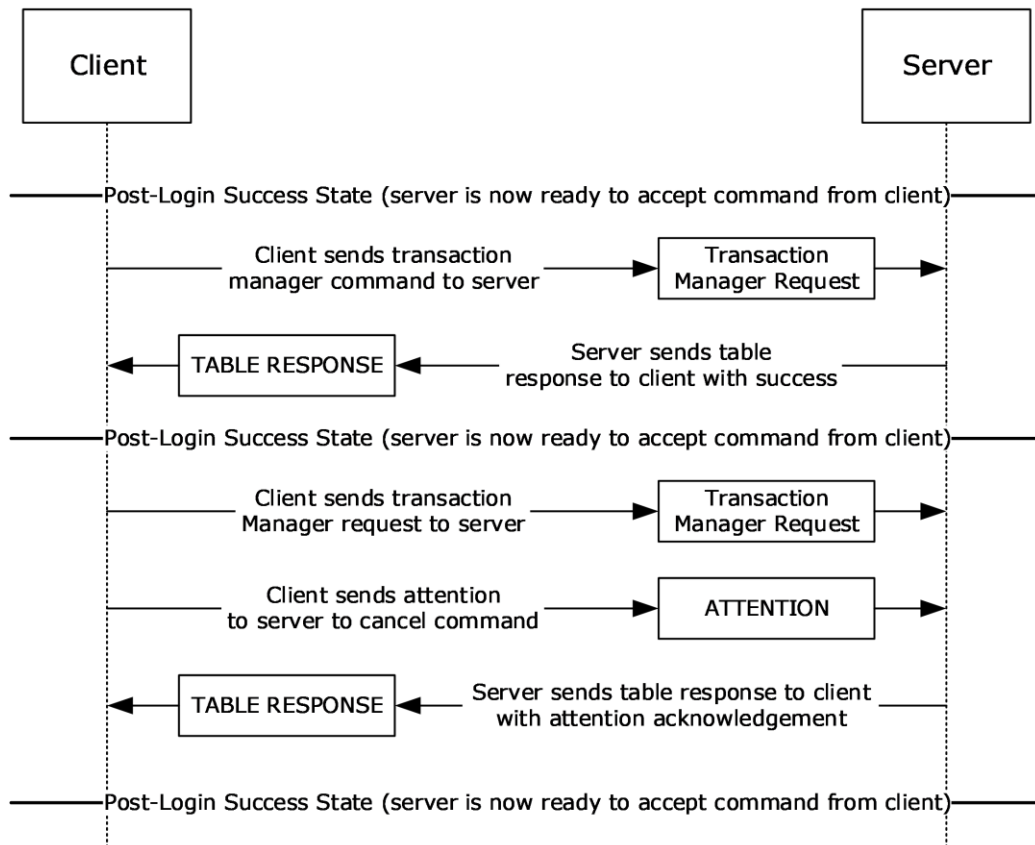 Client
Server
Post-Login Success State (server is now ready to accept command from client)
Client sends transaction
manager command to server
Transaction
Manager Request
TABLE RESPONSE
Server sends table
response to client with success
Post-Login Success State (server is now ready to accept command from client)
Client sends transaction
Manager request to server
Transaction
Manager Request
Client sends attention
to server to cancel command
ATTENTION
TABLE RESPONSE
Server sends table response to client
with attention acknowledgement
Post-Login Success State (server is now ready to accept command from client)